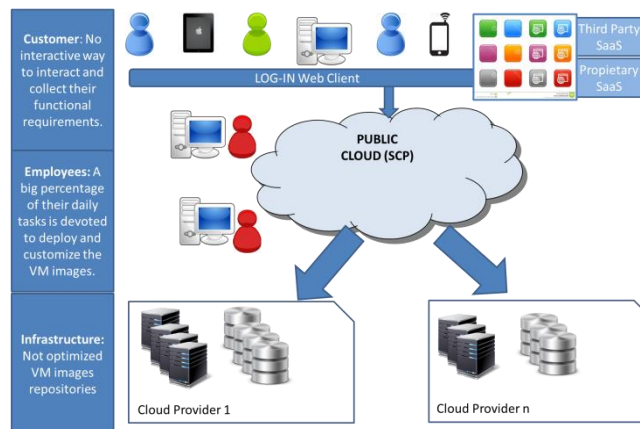 Customer: No
interactive way
to interact and
collect their
functional
requirements.
Employees: A
big percentage
of their daily
tasks is devoted
to deploy and
customize the
VM images.
Infrastructure:
Not optimized
VM images
repositories
LOG-IN Web Client
Third Party
SaaS
Propietary
SaaS
PUBLIC
CLOUD (SCP)
Cloud Provider 1
Cloud Provider n